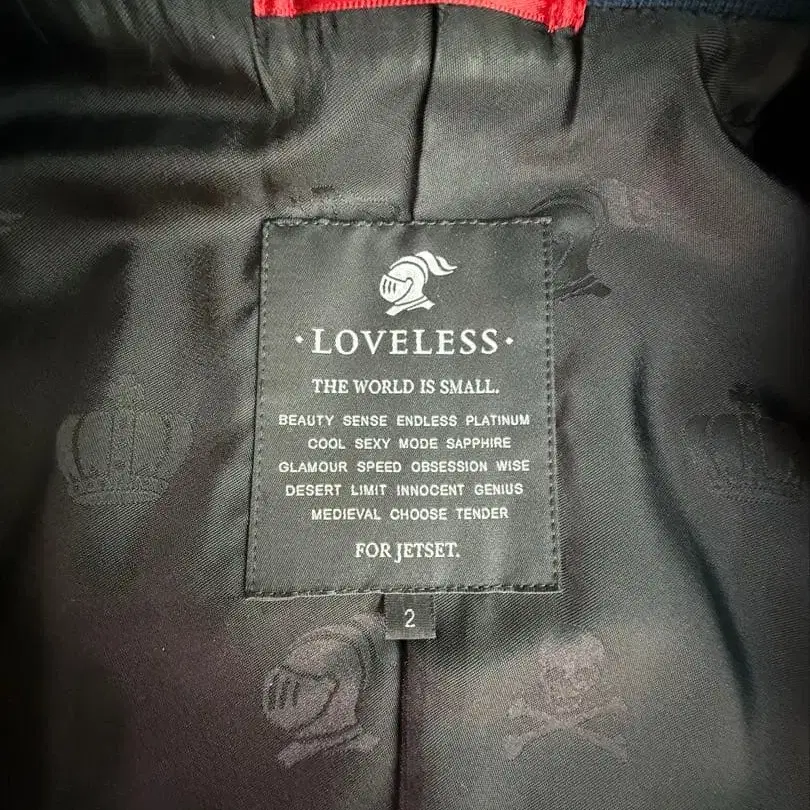 ·LOVELESS·
THE WORLD IS SMALL.
BEAUTY SENSE ENDLESS PLATINUM
COOL SEXY MODE SAPPHIRE
GLAMOUR SPEED OBSESSION WISE
DESERT LIMIT INNOCENT GENIUS
MEDIEVAL CHOOSE TENDER
FOR JETSET.
2